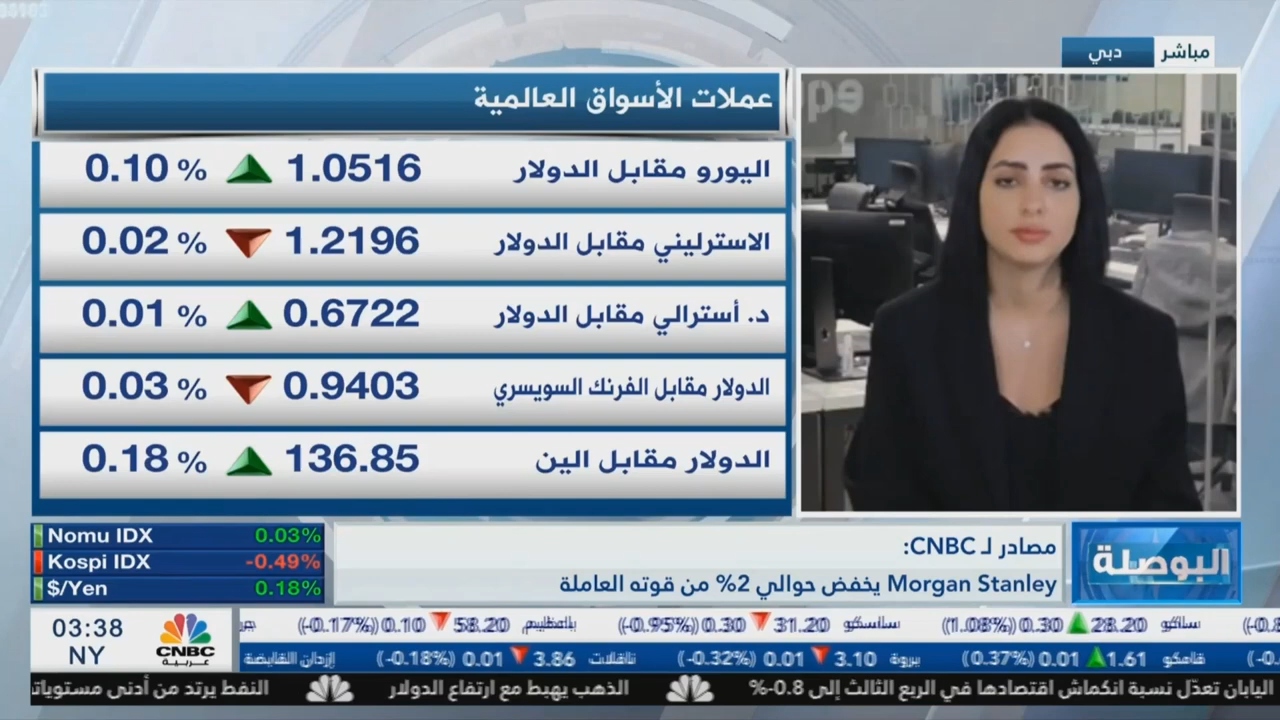 مباشر
دبي
عملات الأسواق العالمية
اليورو مقابل الدولار 1.0516 0.10 %
الاسترليني مقابل الدولار 1.2196 0.02 %
د. أسترالي مقابل الدولار 0.6722 0.01 %
الدولار مقابل الفرنك السويسري 0.9403 0.03 %
الدولار مقابل الين 136.85 0.18 %
البوصلة
مصادر لـ CNBC:
Morgan Stanley يخفض حوالي 2% من قوته العاملة
Nomu IDX 0.03%
Kospi IDX -0.49%
$/Yen 0.18%
03:38
NY
CNBC
عربية
28.20 0.30 (1.08%) ساسكو 31.20 0.30 (-0.95%) 58.20 0.10 (-0.17%)
1.61 0.01 (0.37%) بروة 3.10 0.01 (-0.32%) ناقلات 3.86 0.01 (-0.18%) إزدان القابضة
اليابان تعدّل نسبة انكماش اقتصادها في الربع الثالث إلى 0.8-% الذهب يهبط مع ارتفاع الدولار النفط يرتد من أدنى مستوياته